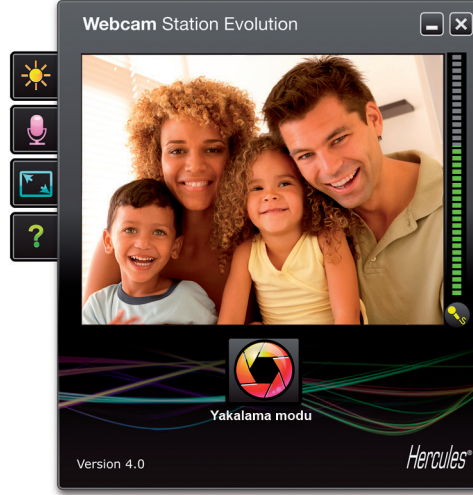 Webcam Station Evolution
?
S
Yakalama modu
Version 4.0
Hercules®